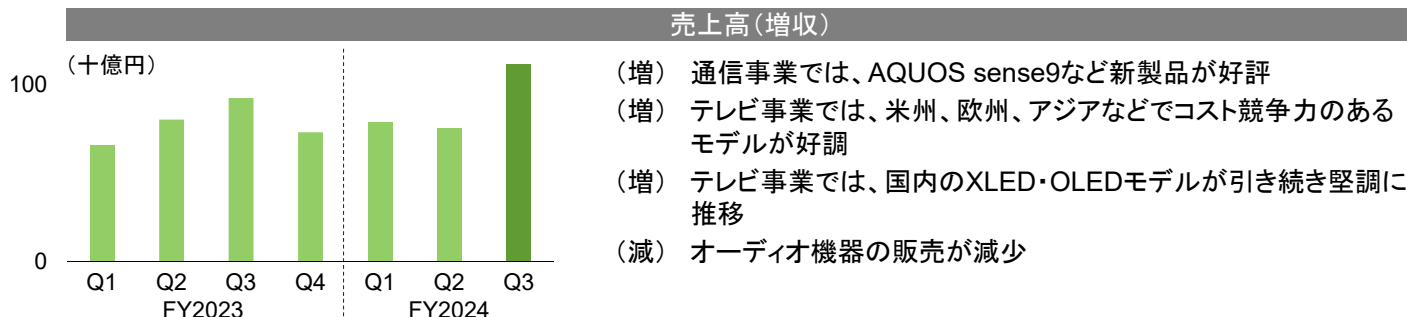 売上高（増収）
（十億円）
100
0
Q1 Q2 Q3 Q4 Q1 Q2 Q3
FY2023 FY2024
（増） 通信事業では、AQUOS sense9など新製品が好評
（増） テレビ事業では、米州、欧州、アジアなどでコスト競争力のある
モデルが好調
（増） テレビ事業では、国内のXLED・OLEDモデルが引き続き堅調に
推移
（減） オーディオ機器の販売が減少